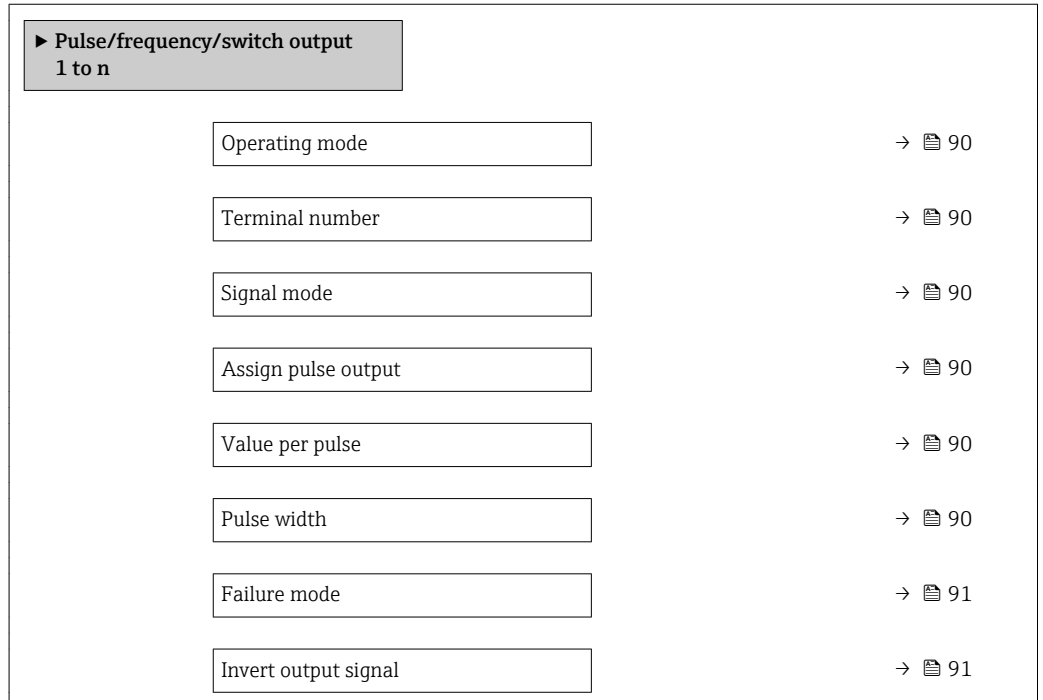 ▶ Pulse/frequency/switch output
1 to n
Operating mode → 90
Terminal number → 90
Signal mode → 90
Assign pulse output → 90
Value per pulse → 90
Pulse width → 90
Failure mode → 91
Invert output signal → 91